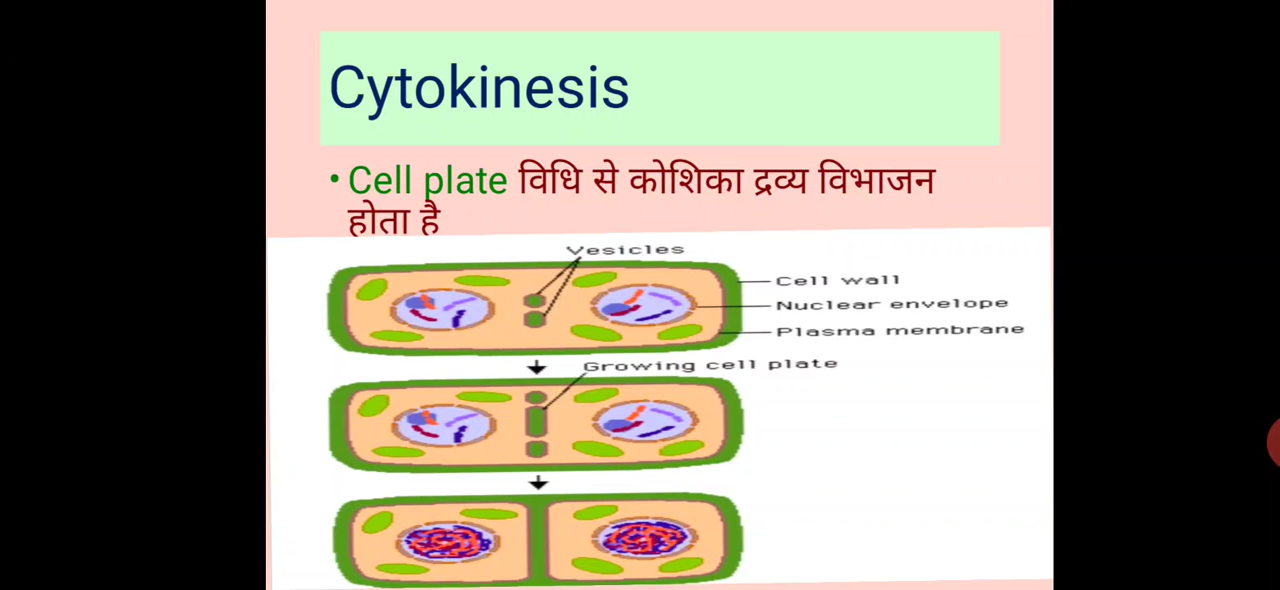 Cytokinesis
• Cell plate विधि से कोशिका द्रव्य विभाजन
होता है
Vesicles
Cell wall
Nuclear envelope
Plasma membrane
Growing cell plate